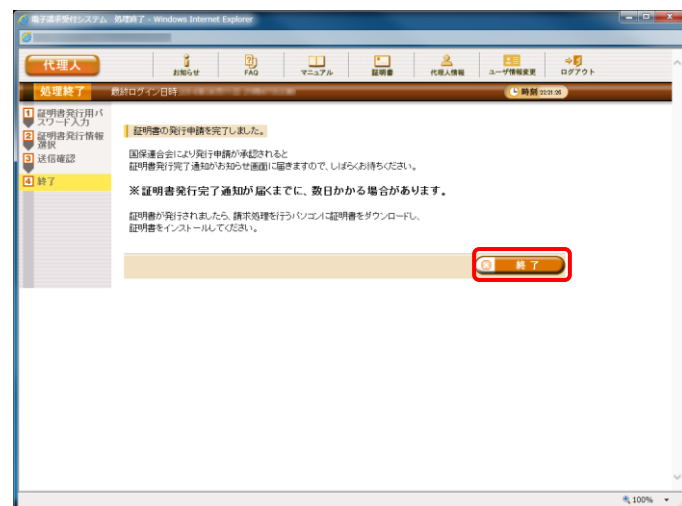 電子請求受付システム 処理終了 - Windows Internet Explorer
代理人
お知らせ
FAQ
マニュアル
証明書
代理人情報
ユーザ情報変更
ログアウト
処理終了
最終ログイン日時
時刻
1 証明書発行用パ
スワード入力
2 証明書発行情報
選択
3 送信確認
4 終了
証明書の発行申請を完了しました。
国保連合会により発行申請が承認されると
証明書発行完了通知がお知らせ画面に届きますので、しばらくお待ちください。
※証明書発行完了通知が届くまでに、数日かかる場合があります。
証明書が発行されましたら、請求処理を行うパソコンに証明書をダウンロードし、
証明書をインストールしてください。
終了
100%